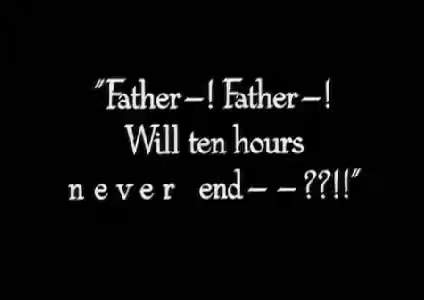 "Father—! Father—!
Will ten hours
n e v e r  end— —??!!"